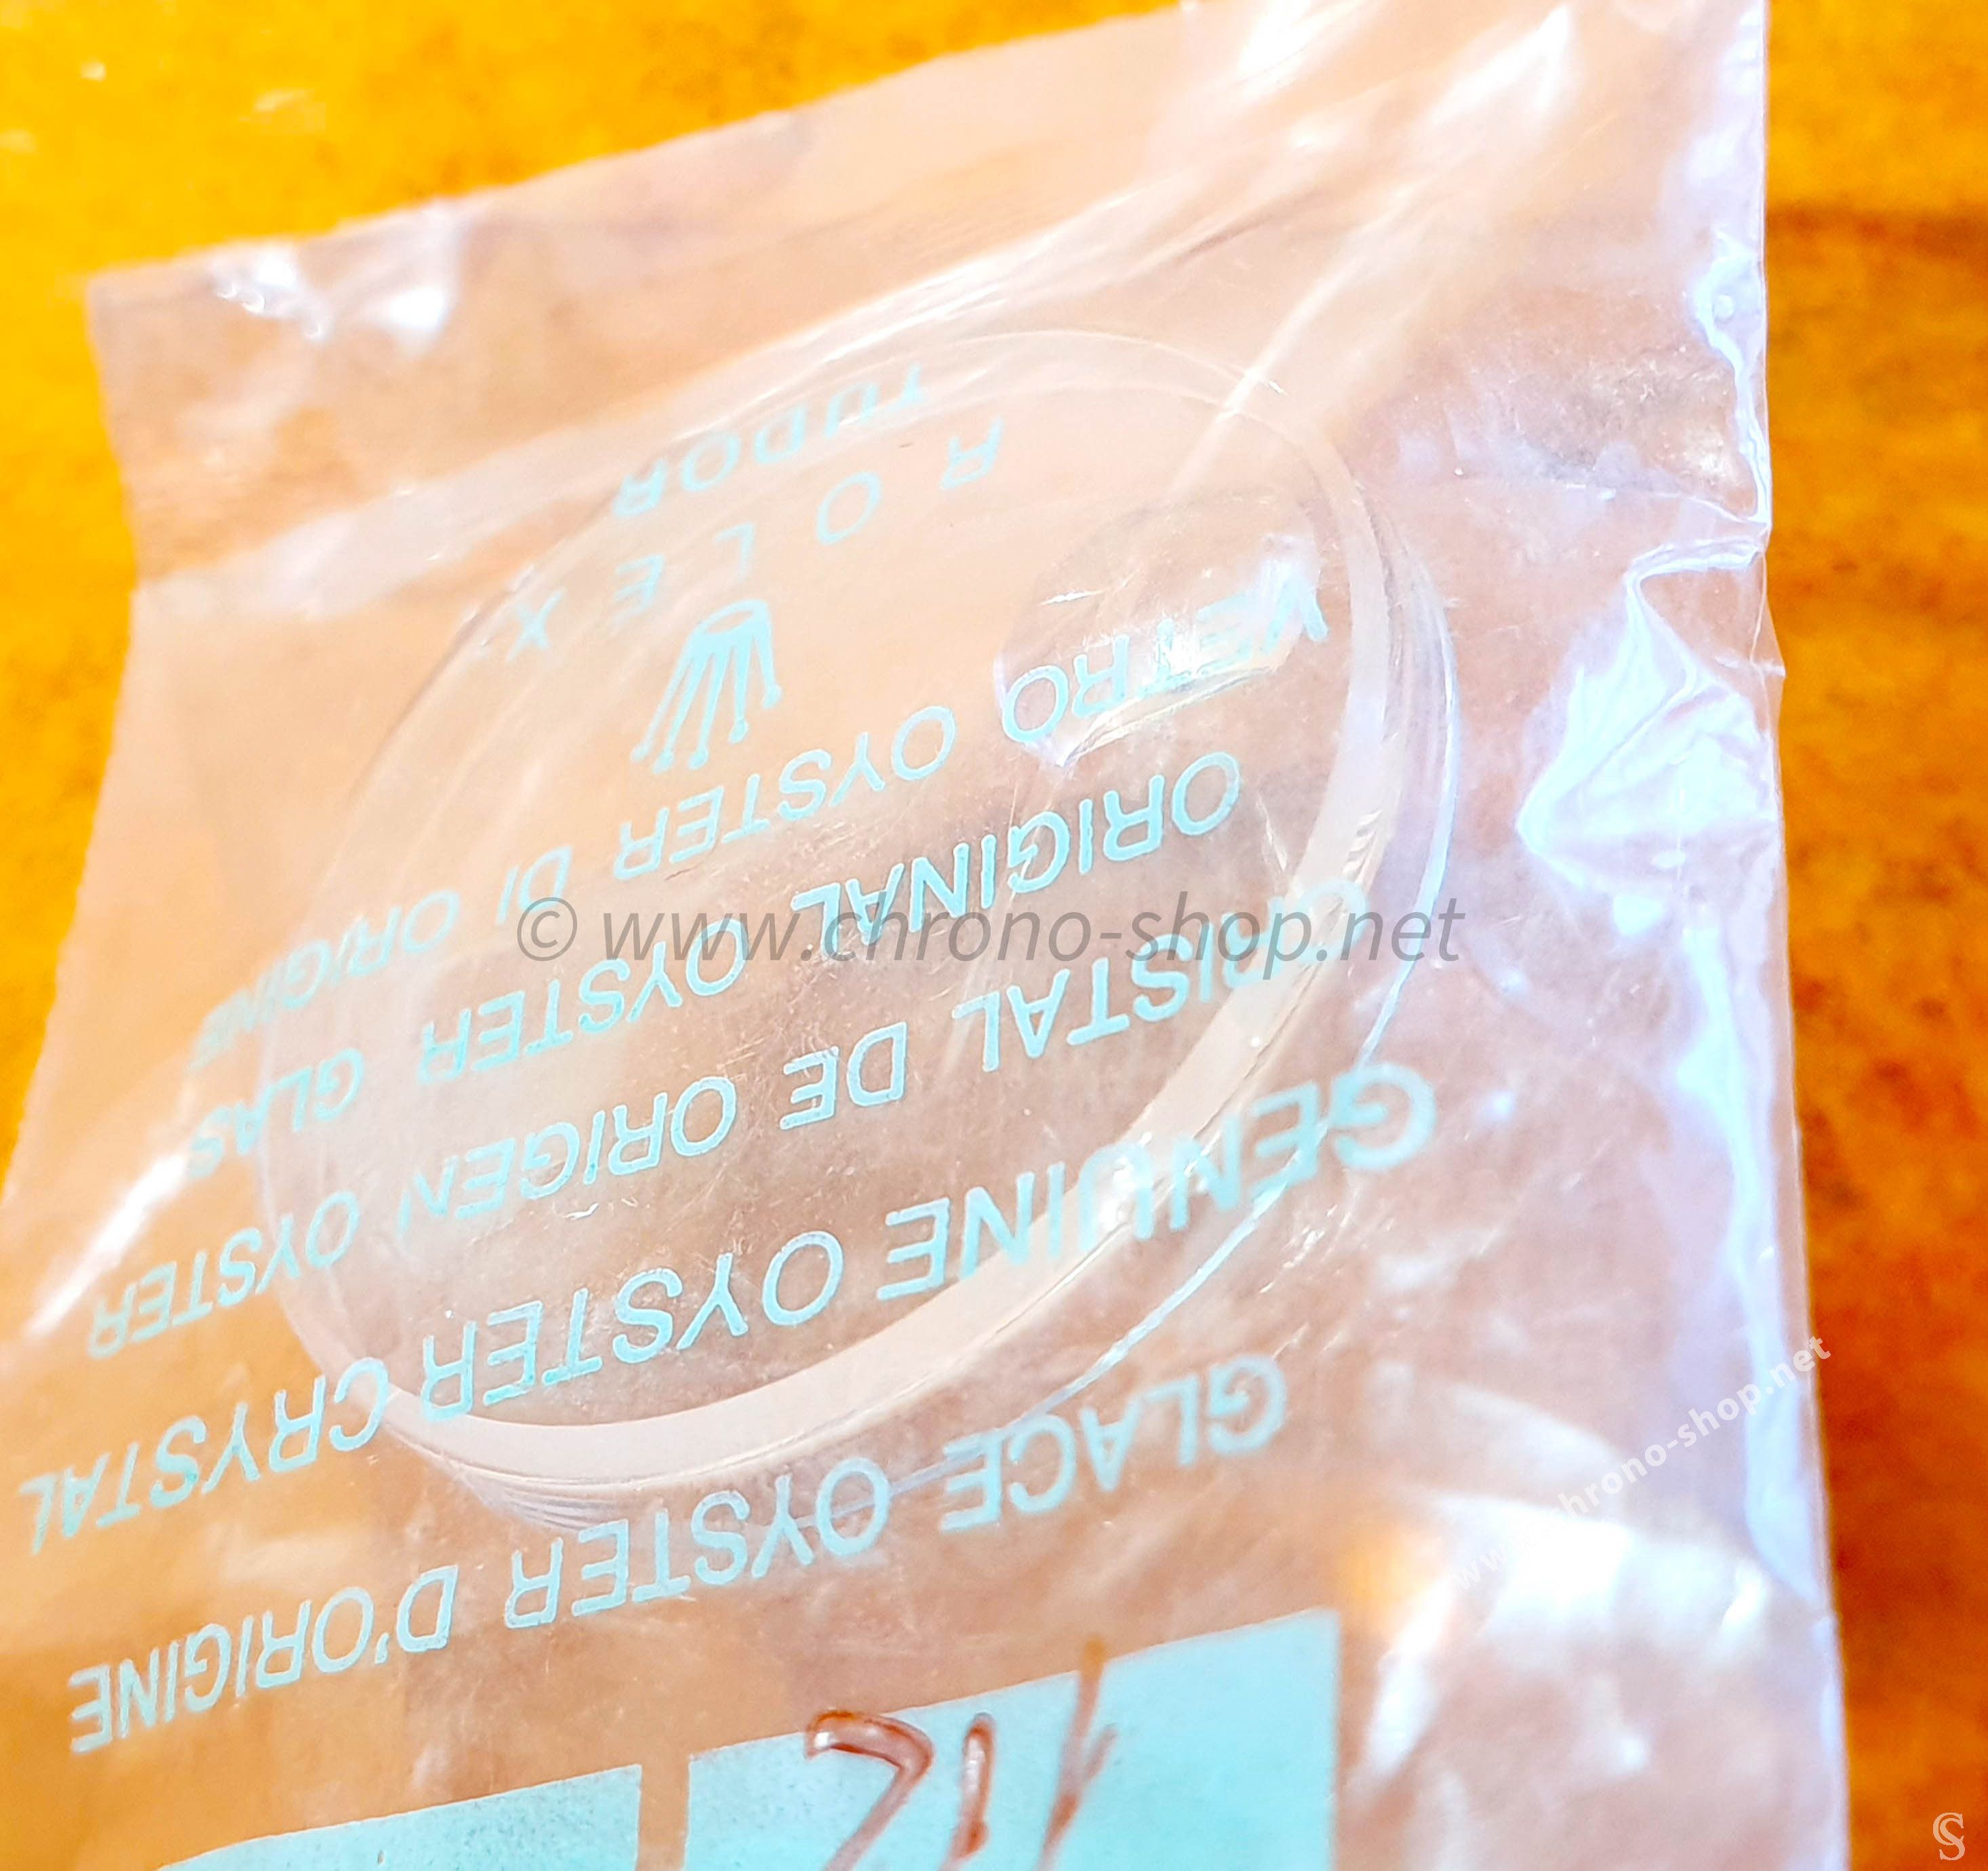 GLACE OYSTER D'ORIGINE
GENUINE OYSTER CRYSTAL
CRISTAL DE ORIGEN OYSTER
ORIGINAL OYSTER GLAS
VETRO OYSTER DI ORIGINE
ROLEX
TUDOR
© www.chrono-shop.net
www.chrono-shop.net